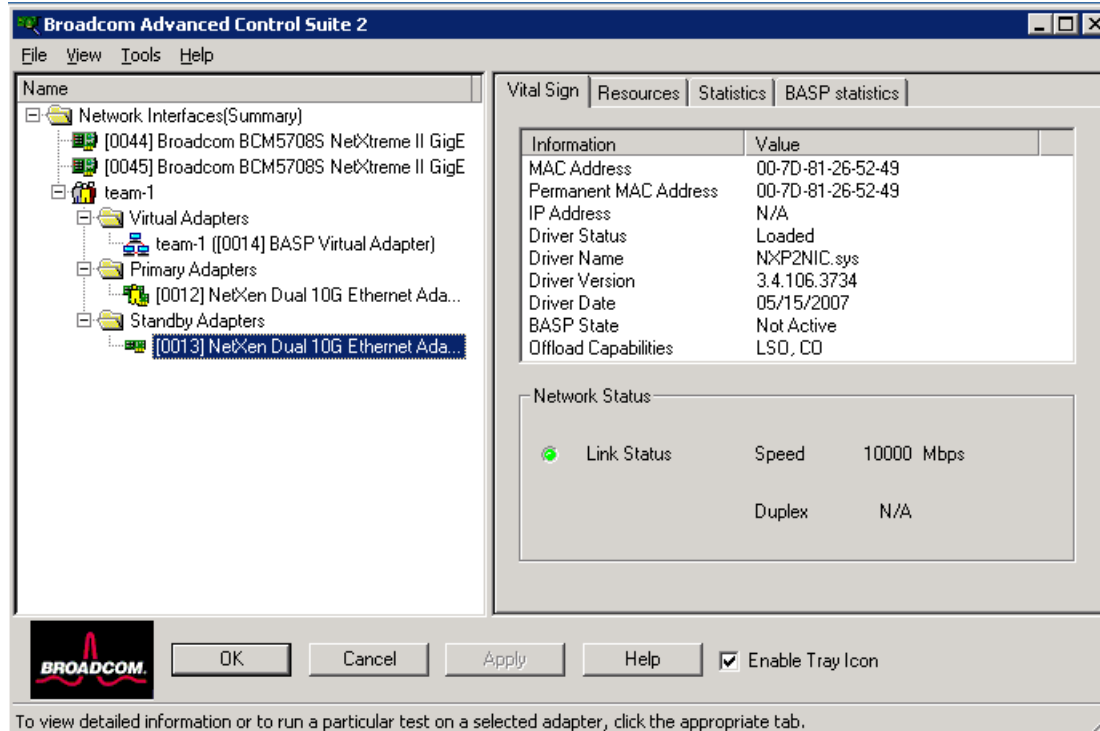 Broadcom Advanced Control Suite 2
File View Tools Help
Name
Network Interfaces(Summary)
[0044] Broadcom BCM5708S NetXtreme II GigE
[0045] Broadcom BCM5708S NetXtreme II GigE
team-1
Virtual Adapters
team-1 ([0014] BASP Virtual Adapter)
Primary Adapters
[0012] NetXen Dual 10G Ethernet Ada...
Standby Adapters
[0013] NetXen Dual 10G Ethernet Ada...
Vital Sign Resources Statistics BASP statistics
Information Value
MAC Address 00-7D-81-26-52-49
Permanent MAC Address 00-7D-81-26-52-49
IP Address N/A
Driver Status Loaded
Driver Name NXP2NIC.sys
Driver Version 3.4.106.3734
Driver Date 05/15/2007
BASP State Not Active
Offload Capabilities LSO, CO
Network Status
Link Status Speed 10000 Mbps
Duplex N/A
BROADCOM. OK Cancel Apply Help Enable Tray Icon
To view detailed information or to run a particular test on a selected adapter, click the appropriate tab.